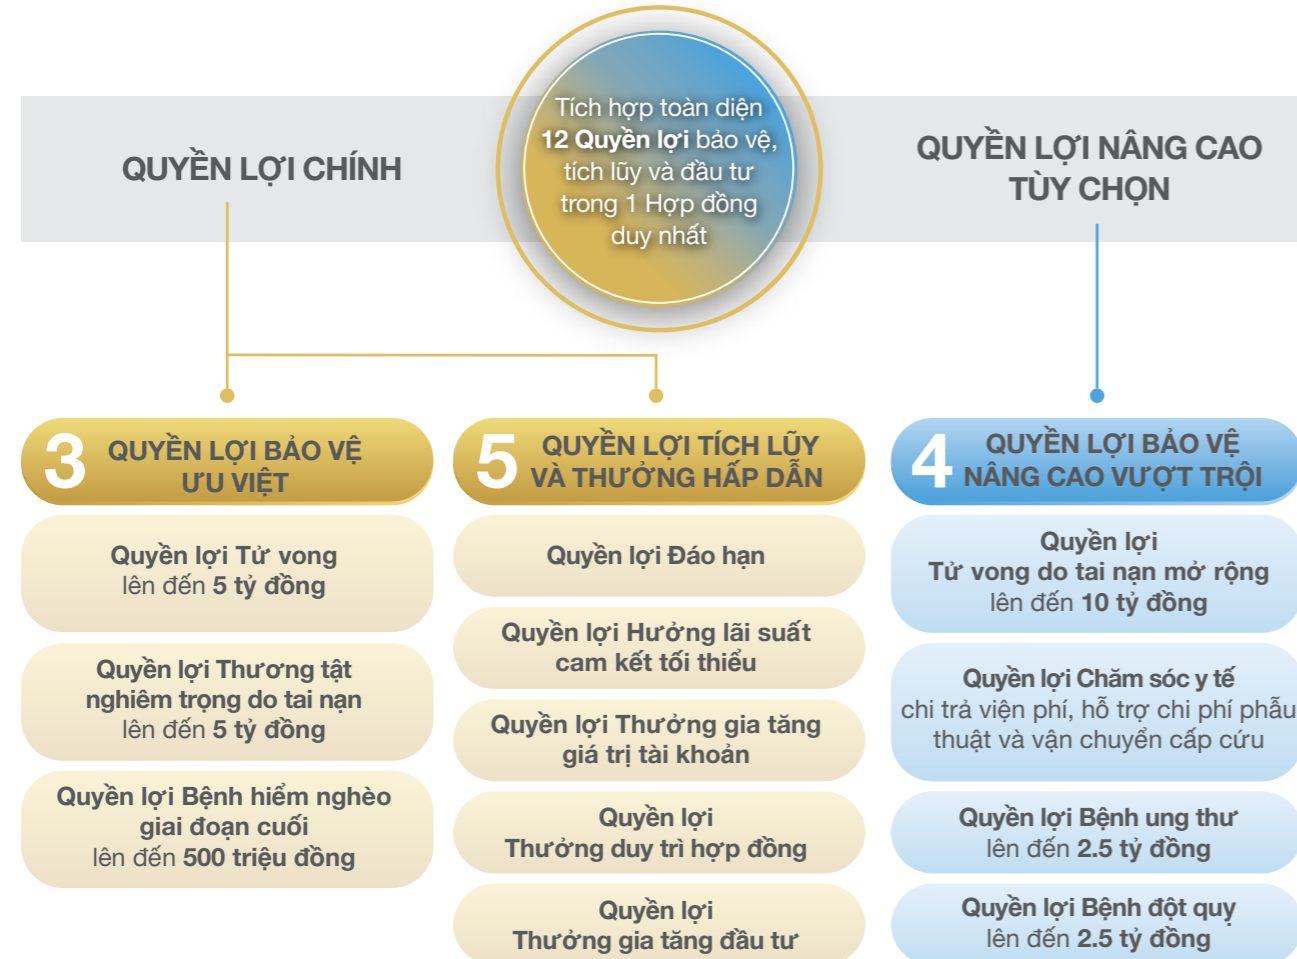 Tích hợp toàn diện
12 Quyền lợi bảo vệ,
tích lũy và đầu tư
trong 1 Hợp đồng
duy nhất
QUYỀN LỢI CHÍNH
QUYỀN LỢI NÂNG CAO
TÙY CHỌN
3 QUYỀN LỢI BẢO VỆ
ƯU VIỆT
Quyền lợi Tử vong
lên đến 5 tỷ đồng
Quyền lợi Thương tật
nghiêm trọng do tai nạn
lên đến 5 tỷ đồng
Quyền lợi Bệnh hiểm nghèo
giai đoạn cuối
lên đến 500 triệu đồng
5 QUYỀN LỢI TÍCH LŨY
VÀ THƯỞNG HẤP DẪN
Quyền lợi Đáo hạn
Quyền lợi Hưởng lãi suất
cam kết tối thiểu
Quyền lợi Thưởng gia tăng
giá trị tài khoản
Quyền lợi
Thưởng duy trì hợp đồng
Quyền lợi
Thưởng gia tăng đầu tư
4 QUYỀN LỢI BẢO VỆ
NÂNG CAO VƯỢT TRỘI
Quyền lợi
Tử vong do tai nạn mở rộng
lên đến 10 tỷ đồng
Quyền lợi Chăm sóc y tế
chi trả viện phí, hỗ trợ chi phí phẫu
thuật và vận chuyển cấp cứu
Quyền lợi Bệnh ung thư
lên đến 2.5 tỷ đồng
Quyền lợi Bệnh đột quy
lên đến 2.5 tỷ đồng